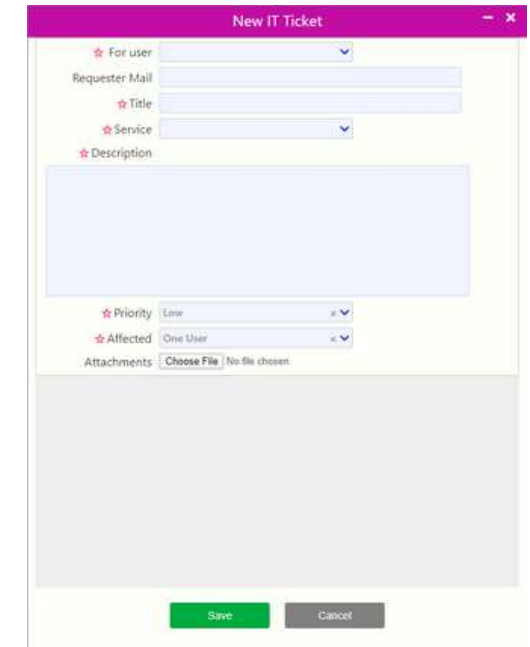 New IT Ticket
For user
Requester Mail
Title
Service
Description
Priority Low
Affected One User
Attachments Choose File No file chosen
Save Cancel